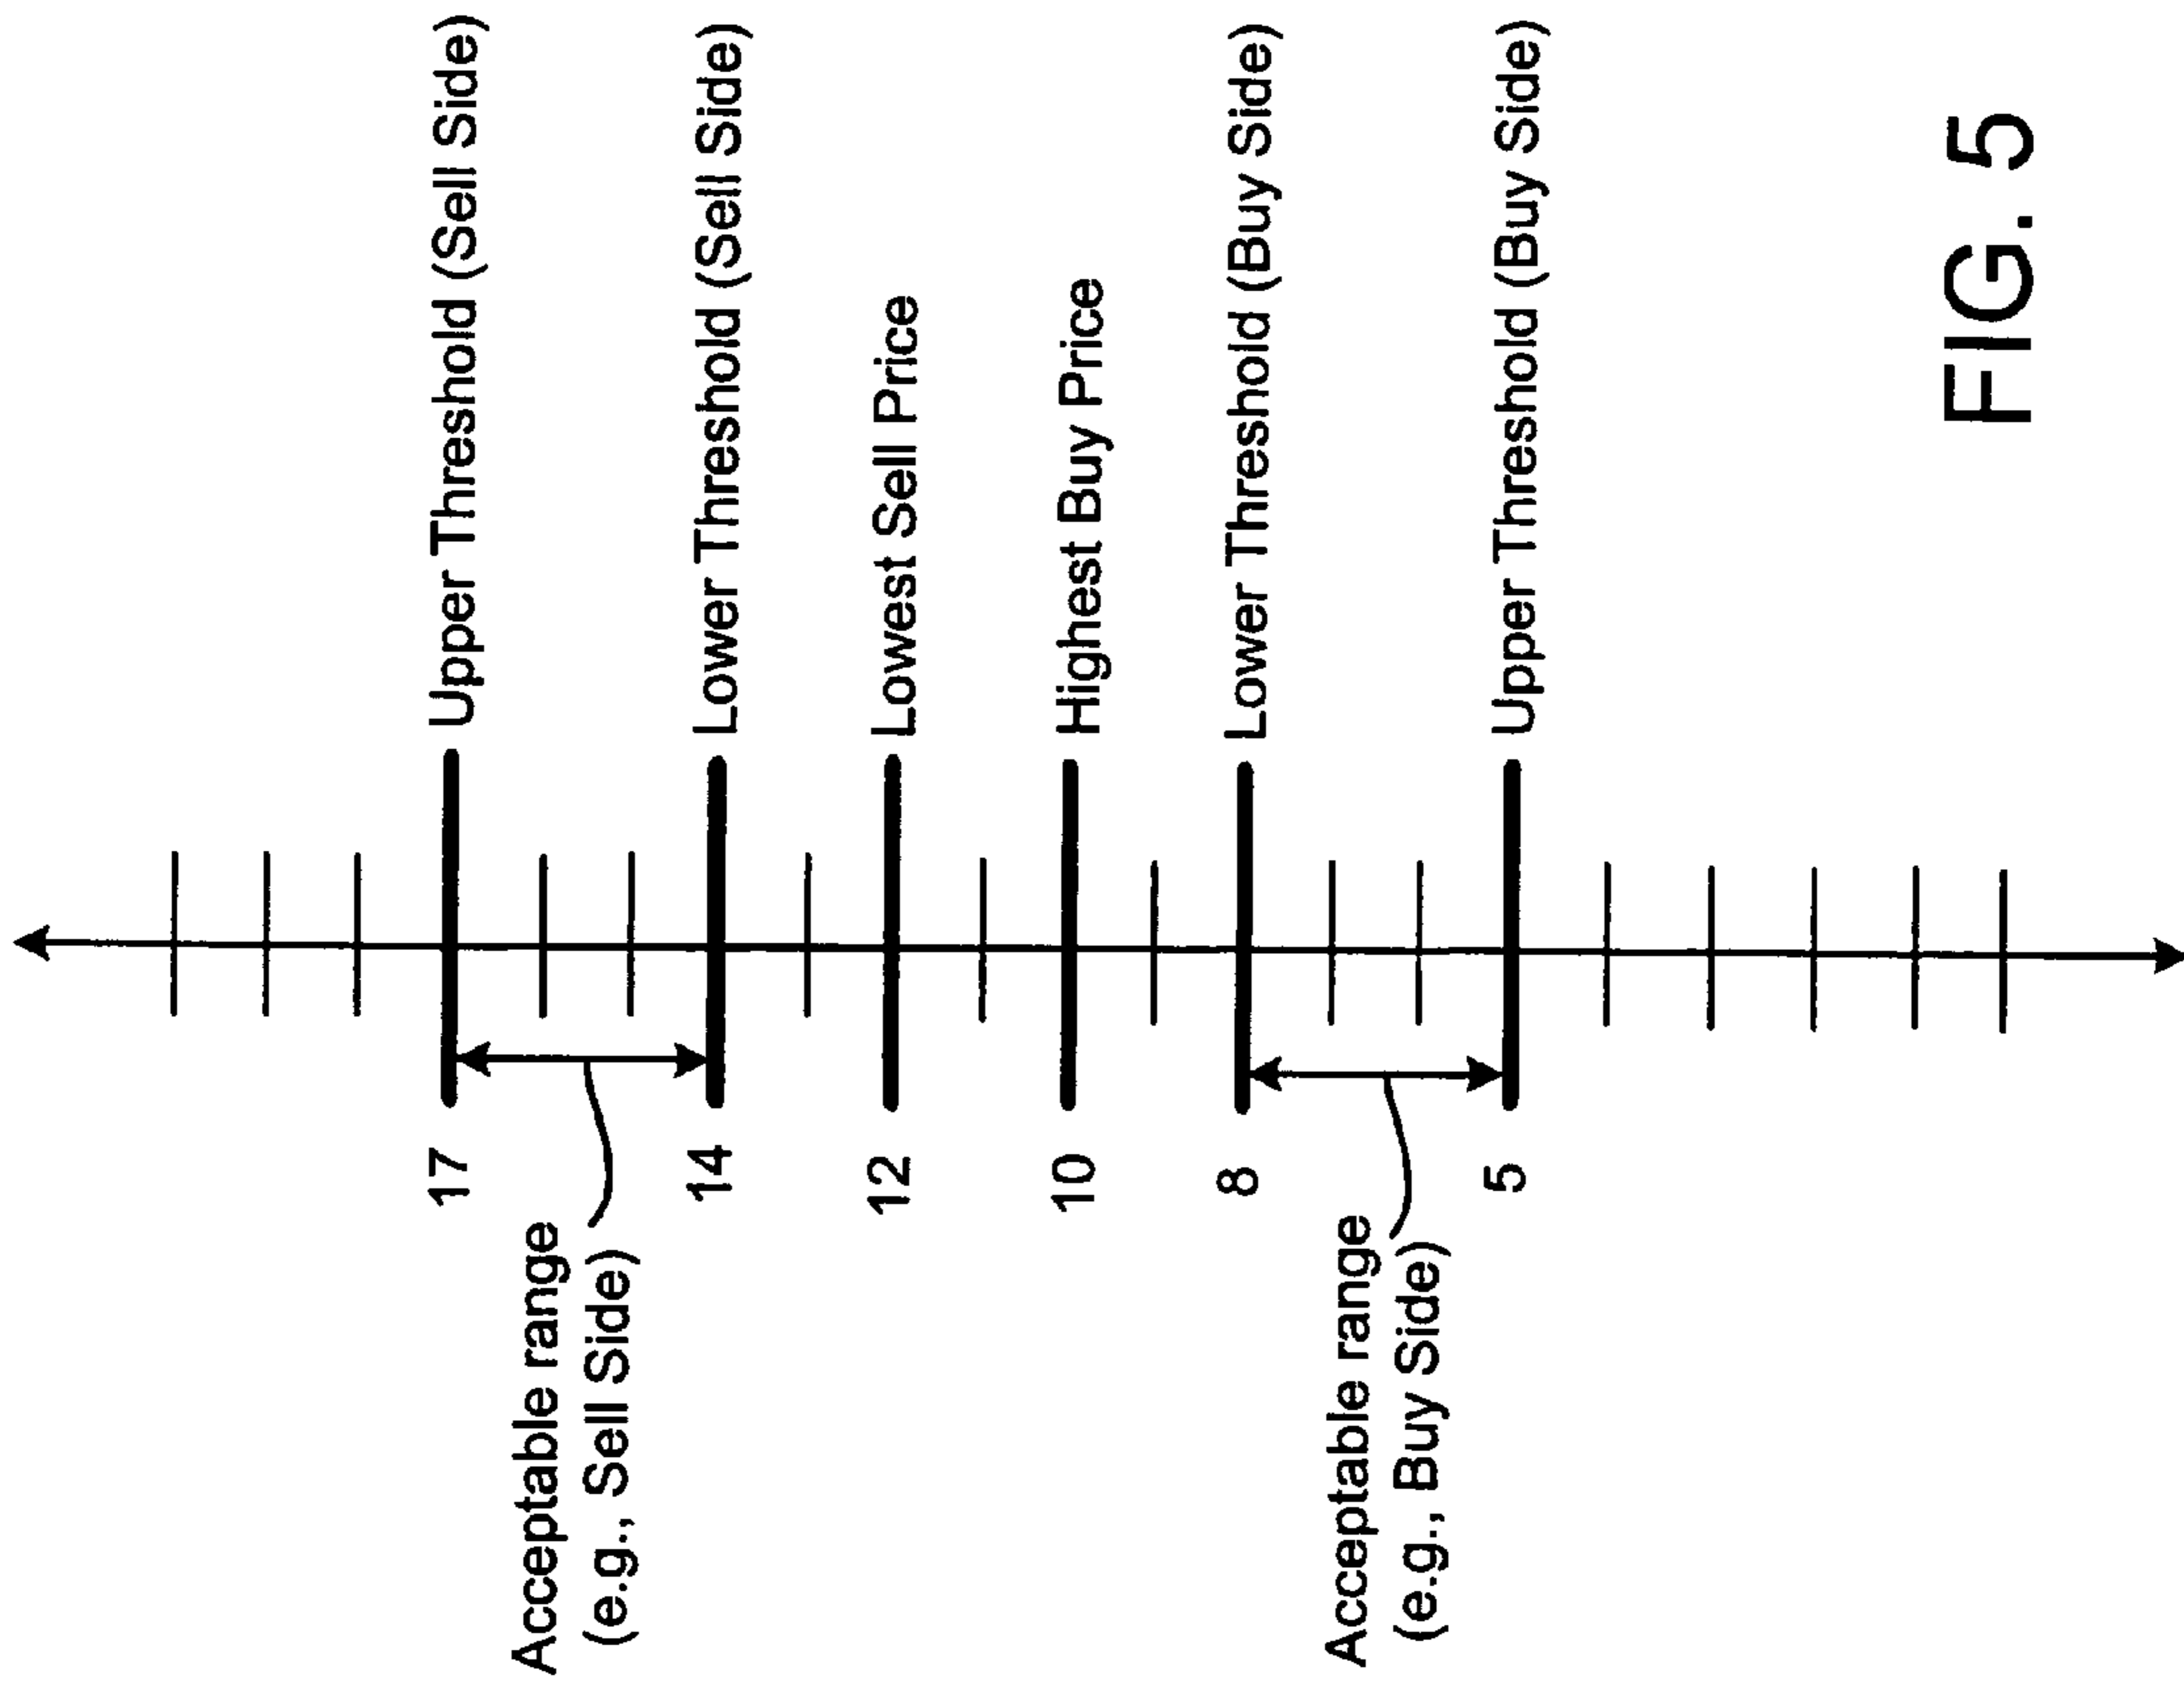 17
Upper Threshold (Sell Side)
Acceptable range
(e.g., Sell Side)
14
Lower Threshold (Sell Side)
12
Lowest Sell Price
10
Highest Buy Price
8
Lower Threshold (Buy Side)
Acceptable range
(e.g., Buy Side)
5
Upper Threshold (Buy Side)
FIG. 5